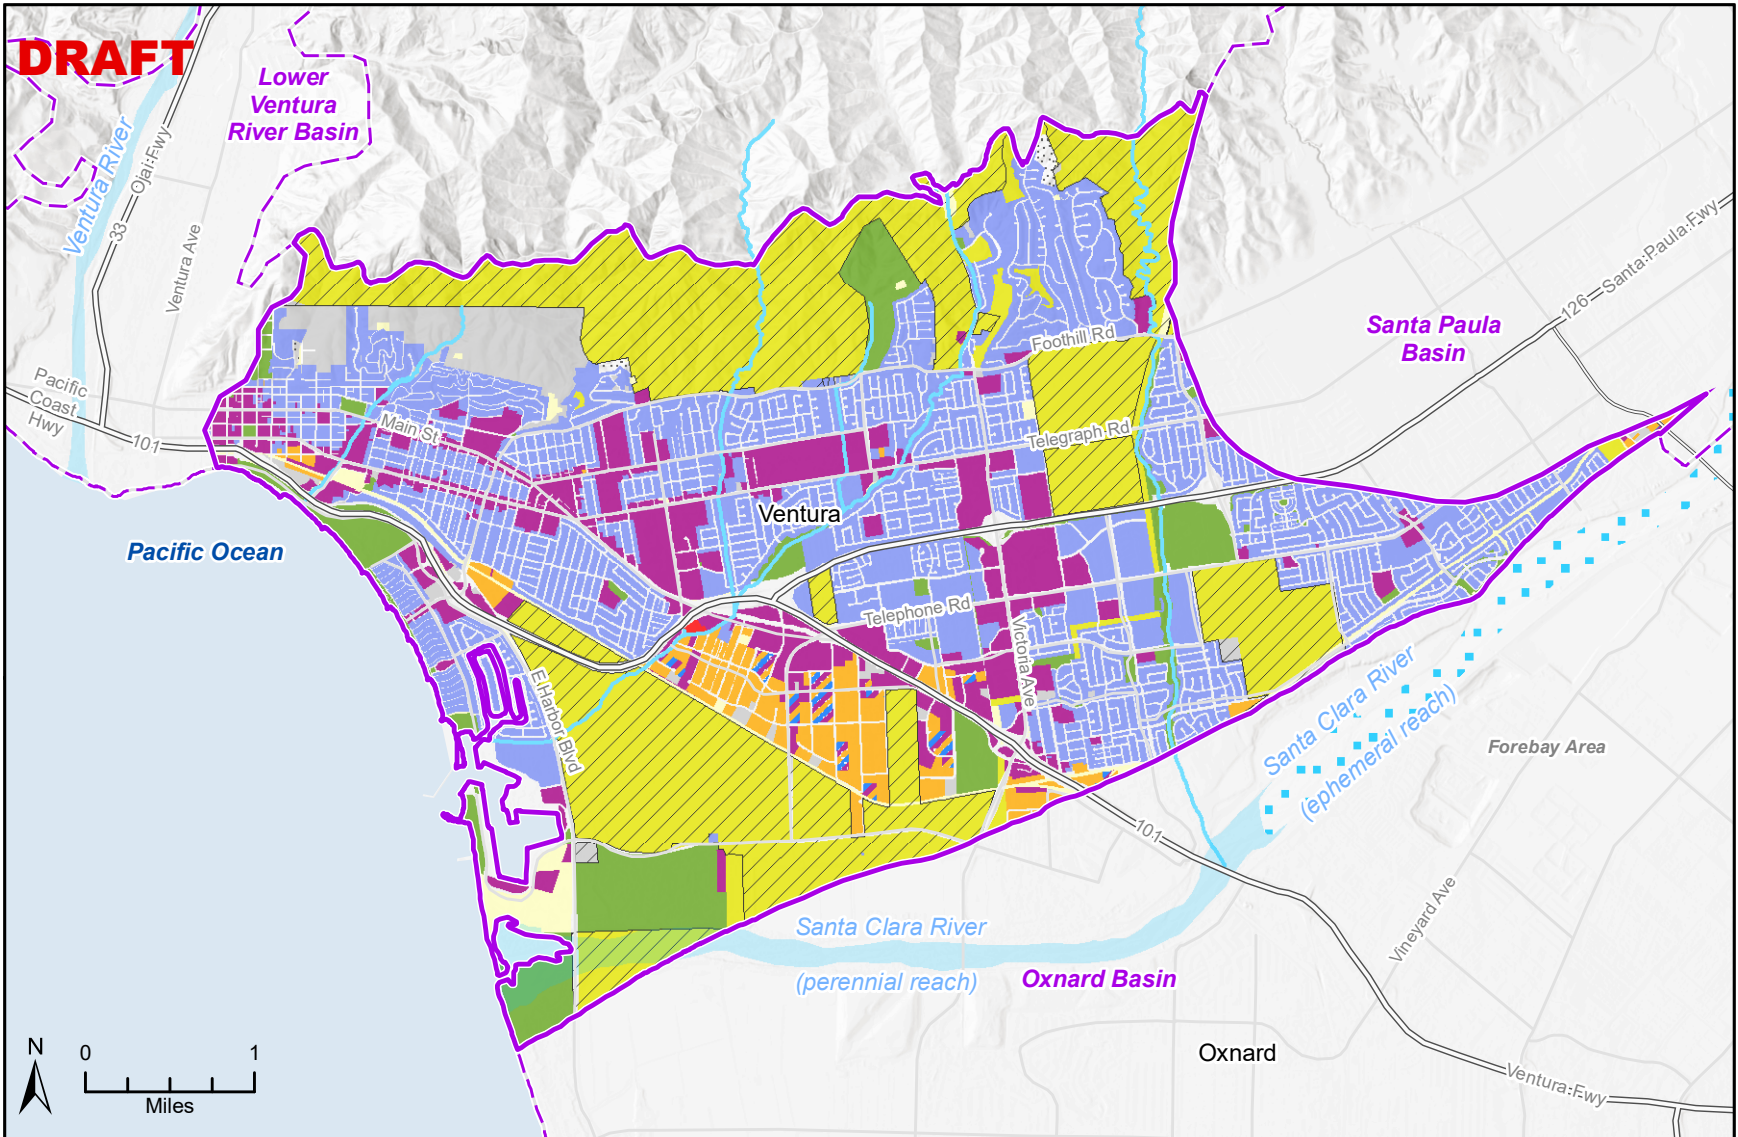 DRAFT
Lower
Ventura
River Basin
Ventura River
33
Ojai Fwy
Ventura Ave
Pacific
Coast
Hwy
101
Main St
Foothill Rd
Telegraph Rd
126
Santa Paula Fwy
Santa Paula
Basin
Ventura
Pacific Ocean
Telephone Rd
Victoria Ave
E Harbor Blvd
Santa Clara River
(ephemeral reach)
Forebay Area
101
Vineyard Ave
Santa Clara River
(perennial reach)
Oxnard Basin
Oxnard
Ventura Fwy
N
0 1
Miles